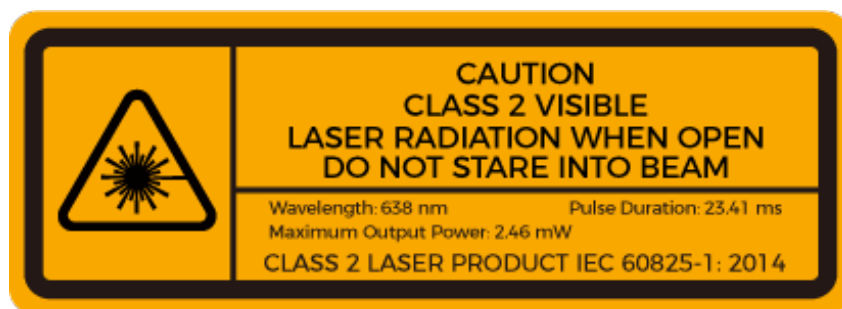 CAUTION
CLASS 2 VISIBLE
LASER RADIATION WHEN OPEN
DO NOT STARE INTO BEAM
Wavelength: 638 nm Pulse Duration: 23.41 ms
Maximum Output Power: 2.46 mW
CLASS 2 LASER PRODUCT IEC 60825-1: 2014